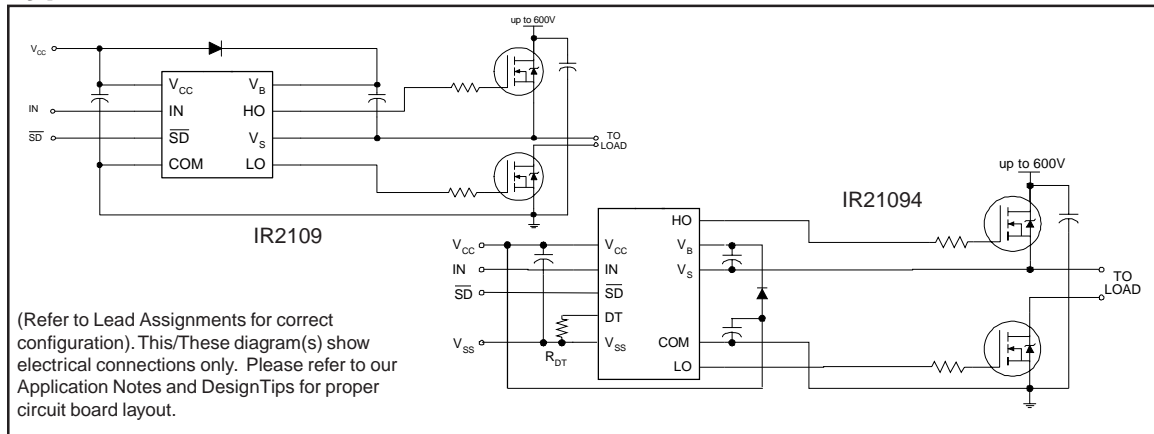 up to 600V
VCC
VCC
VB
IN
IN
HO
SD
SD
VS
TO
LOAD
COM
LO
IR2109
up to 600V
IR21094
HO
VCC
VCC
VB
IN
IN
VS
SD
SD
TO
LOAD
DT
VSS
RDT
VSS
COM
LO
(Refer to Lead Assignments for correct
configuration). This/These diagram(s) show
electrical connections only. Please refer to our
Application Notes and DesignTips for proper
circuit board layout.